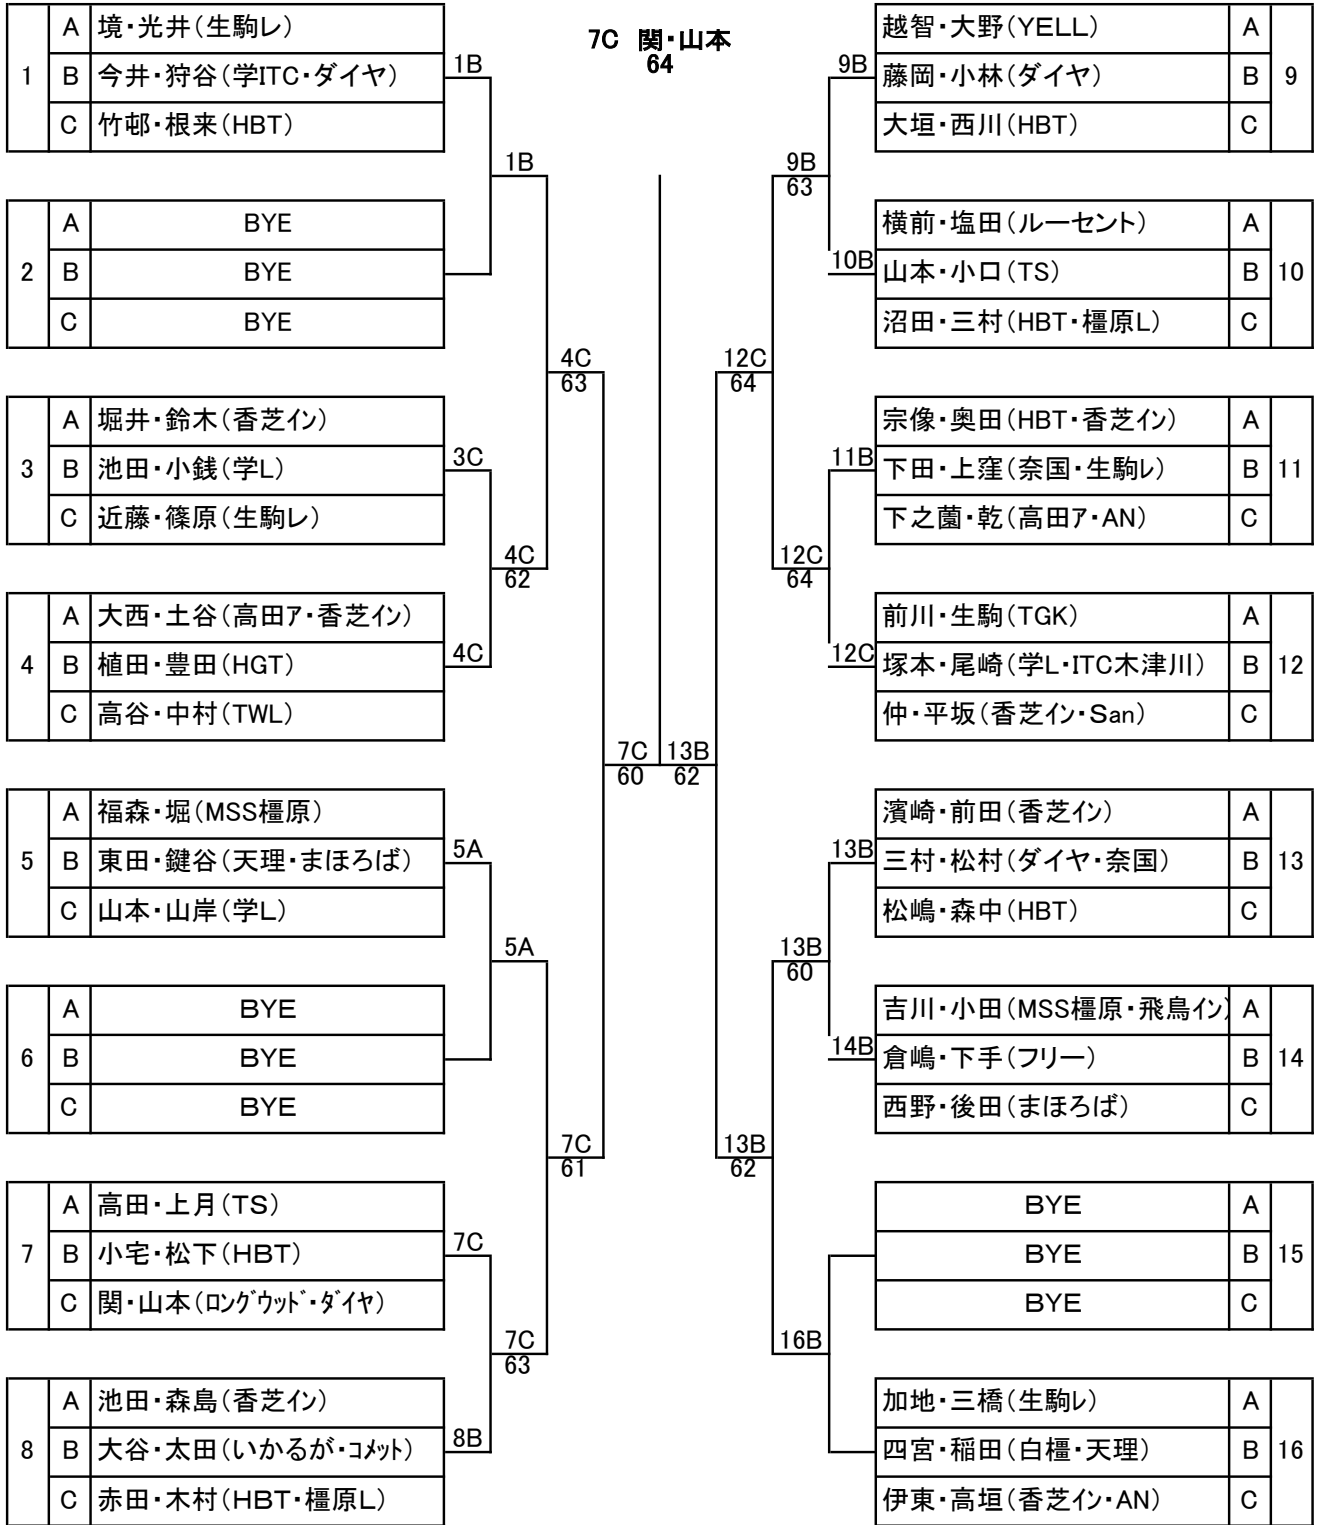 7C 関・山本
64
1
A 境・光井(生駒レ)
B 今井・狩谷(学ITC・ダイヤ)
C 竹邨・根来(HBT)
1B
1B
2
A BYE
B BYE
C BYE
4C
63
3
A 堀井・鈴木(香芝イン)
B 池田・小銭(学L)
C 近藤・篠原(生駒レ)
3C
4C
62
4
A 大西・土谷(高田ア・香芝イン)
B 植田・豊田(HGT)
C 高谷・中村(TWL)
4C
7C
60
5
A 福森・堀(MSS橿原)
B 東田・鍵谷(天理・まほろば)
C 山本・山岸(学L)
5A
5A
6
A BYE
B BYE
C BYE
7C
61
7
A 高田・上月(TS)
B 小宅・松下(HBT)
C 関・山本(ロングウッド・ダイヤ)
7C
7C
63
8
A 池田・森島(香芝イン)
B 大谷・太田(いかるが・コメット)
C 赤田・木村(HBT・橿原L)
8B
越智・大野(YELL) A
藤岡・小林(ダイヤ) B
大垣・西川(HBT) C
9
9B
9B
63
横前・塩田(ルーセント) A
山本・小口(TS) B
沼田・三村(HBT・橿原L) C
10
10B
12C
64
宗像・奥田(HBT・香芝イン) A
下田・上窪(奈国・生駒レ) B
下之薗・乾(高田ア・AN) C
11
11B
12C
64
前川・生駒(TGK) A
塚本・尾崎(学L・ITC木津川) B
仲・平坂(香芝イン・San) C
12
12C
13B
62
濱崎・前田(香芝イン) A
三村・松村(ダイヤ・奈国) B
松嶋・森中(HBT) C
13
13B
13B
60
吉川・小田(MSS橿原・飛鳥イン) A
倉嶋・下手(フリー) B
西野・後田(まほろば) C
14
14B
13B
62
BYE A
BYE B
BYE C
15
16B
加地・三橋(生駒レ) A
四宮・稲田(白橿・天理) B
伊東・高垣(香芝イン・AN) C
16